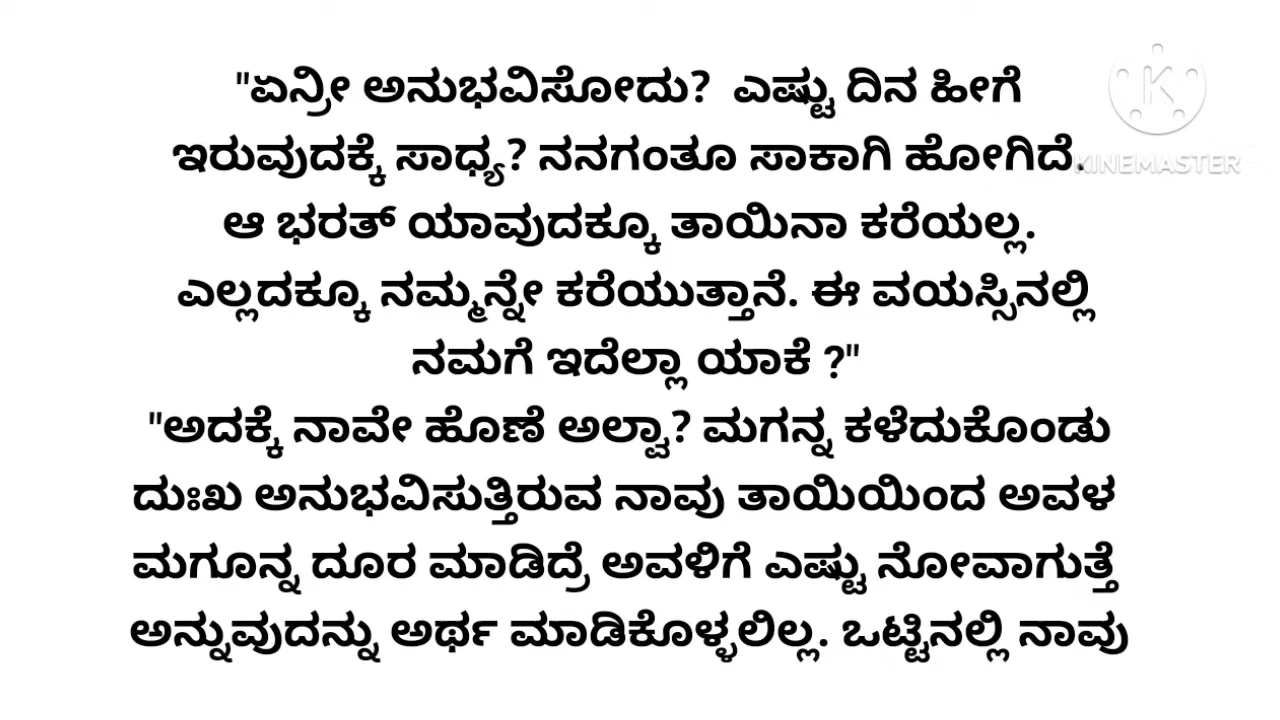 "ಏನ್ರೀ ಅನುಭವಿಸೋದು? ಎಷ್ಟು ದಿನ ಹೀಗೆ
ಇರುವುದಕ್ಕೆ ಸಾಧ್ಯ? ನನಗಂತೂ ಸಾಕಾಗಿ ಹೋಗಿದೆ.
ಆ ಭರತ್ ಯಾವುದಕ್ಕೂ ತಾಯಿನಾ ಕರೆಯಲ್ಲ.
ಎಲ್ಲದಕ್ಕೂ ನಮ್ಮನ್ನೇ ಕರೆಯುತ್ತಾನೆ. ಈ ವಯಸ್ಸಿನಲ್ಲಿ
ನಮಗೆ ಇದೆಲ್ಲಾ ಯಾಕೆ ?"
"ಅದಕ್ಕೆ ನಾವೇ ಹೊಣೆ ಅಲ್ವಾ? ಮಗನ್ನ ಕಳೆದುಕೊಂಡು
ದುಃಖ ಅನುಭವಿಸುತ್ತಿರುವ ನಾವು ತಾಯಿಯಿಂದ ಅವಳ
ಮಗೂನ್ನ ದೂರ ಮಾಡಿದ್ರೆ ಅವಳಿಗೆ ಎಷ್ಟು ನೋವಾಗುತ್ತೆ
ಅನ್ನುವುದನ್ನು ಅರ್ಥ ಮಾಡಿಕೊಳ್ಳಲಿಲ್ಲ. ಒಟ್ಟಿನಲ್ಲಿ ನಾವು
K
KINEMASTER